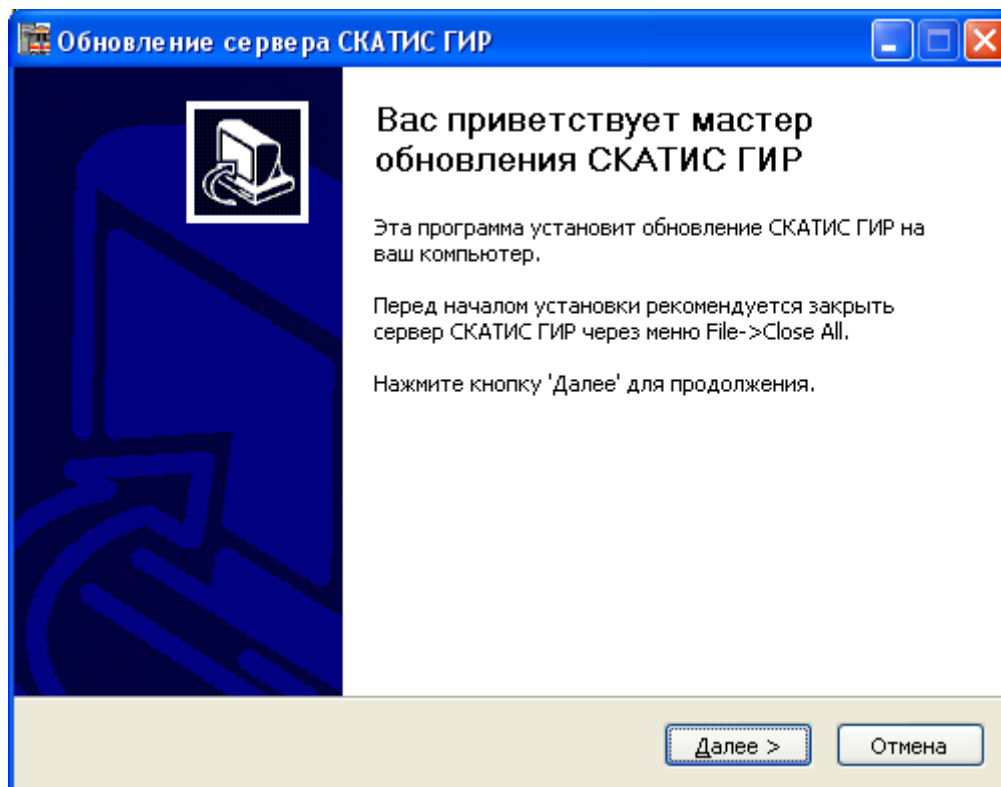 Обновление сервера СКАТИС ГИР
Вас приветствует мастер
обновления СКАТИС ГИР
Эта программа установит обновление СКАТИС ГИР на
ваш компьютер.
Перед началом установки рекомендуется закрыть
сервер СКАТИС ГИР через меню File->Close All.
Нажмите кнопку 'Далее' для продолжения.
Далее >
Отмена